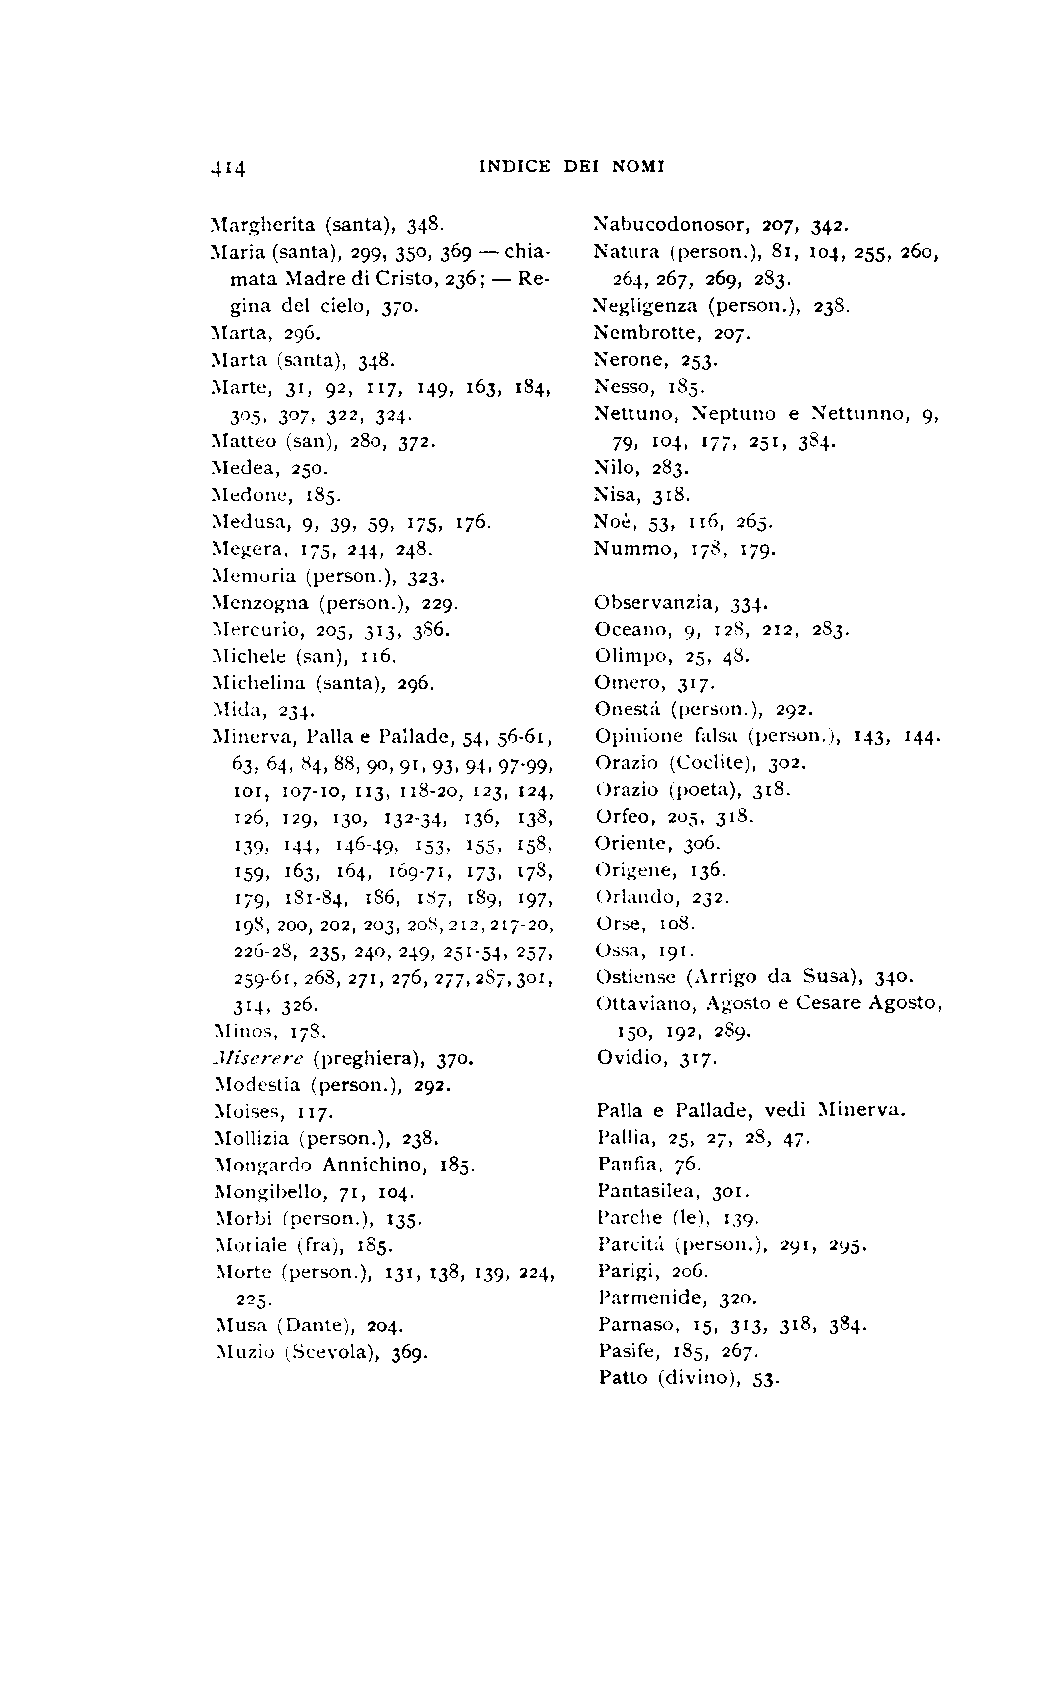 414 INDICE DEI NOMI
Margherita (santa), 348.
Maria (santa), 299, 350, 369 — chia-
mata Madre di Cristo, 236; — Re-
gina del cielo, 370.
Marta, 296.
Marta (santa), 348.
Marte, 31, 92, 117, 149, 163, 184,
305, 307, 322, 324.
Matteo (san), 280, 372.
Medea, 250.
Medone, 185.
Medusa, 9, 39, 59, 175, 176.
Megera, 175, 244, 248.
Memoria (person.), 323.
Menzogna (person.), 229.
Mercurio, 205, 313, 386.
Michele (san), 116.
Michelina (santa), 296.
Mida, 234.
Minerva, Palla e Pallade, 54, 56-61,
63, 64, 84, 88, 90, 91, 93, 94, 97-99,
101, 107-10, 113, 118-20, 123, 124,
126, 129, 130, 132-34, 136, 138,
139, 144, 146-49, 153, 155, 158,
159, 163, 164, 169-71, 173, 178,
179, 181-84, 186, 187, 189, 197,
198, 200, 202, 203, 208, 212, 217-20,
226-28, 235, 240, 249, 251-54, 257,
259-61, 268, 271, 276, 277, 287, 301,
314, 326.
Minos, 178.
Miserere (preghiera), 370.
Modestia (person.), 292.
Moises, 117.
Mollizia (person.), 238.
Mongardo Annichino, 185.
Mongibello, 71, 104.
Morbi (person.), 135.
Moriale (fra), 185.
Morte (person.), 131, 138, 139, 224,
225.
Musa (Dante), 204.
Muzio (Scevola), 369.
Nabucodonosor, 207, 342.
Natura (person.), 81, 104, 255, 260,
264, 267, 269, 283.
Negligenza (person.), 238.
Nembrotte, 207.
Nerone, 253.
Nesso, 185.
Nettuno, Neptuno e Nettunno, 9,
79, 104, 177, 251, 384.
Nilo, 283.
Nisa, 318.
Noè, 53, 116, 265.
Nummo, 178, 179.
Observanzia, 334.
Oceano, 9, 128, 212, 283.
Olimpo, 25, 48.
Omero, 317.
Onestá (person.), 292.
Opinione falsa (person.), 143, 144.
Orazio (Coclite), 302.
Orazio (poeta), 318.
Orfeo, 205, 318.
Oriente, 306.
Origene, 136.
Orlando, 232.
Orse, 108.
Ossa, 191.
Ostiense (Arrigo da Susa), 340.
Ottaviano, Agosto e Cesare Agosto,
150, 192, 289.
Ovidio, 317.
Palla e Pallade, vedi Minerva.
Pallia, 25, 27, 28, 47.
Panfia, 76.
Pantasilea, 301.
Parche (le), 139.
Parcitá (person.), 291, 295.
Parigi, 206.
Parmenide, 320.
Parnaso, 15, 313, 318, 384.
Pasife, 185, 267.
Patto (divino), 53.